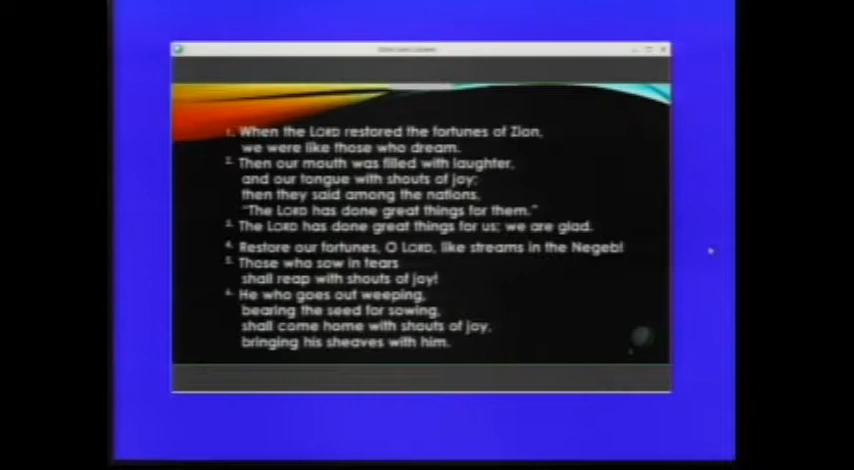 1. When the LORD restored the fortunes of Zion,
we were like those who dream.
2. Then our mouth was filled with laughter,
and our tongue with shouts of joy;
then they said among the nations,
“The LORD has done great things for them.”
3. The LORD has done great things for us; we are glad.
4. Restore our fortunes, O LORD, like streams in the Negeb!
5. Those who sow in tears
shall reap with shouts of joy!
6. He who goes out weeping,
bearing the seed for sowing,
shall come home with shouts of joy,
bringing his sheaves with him.